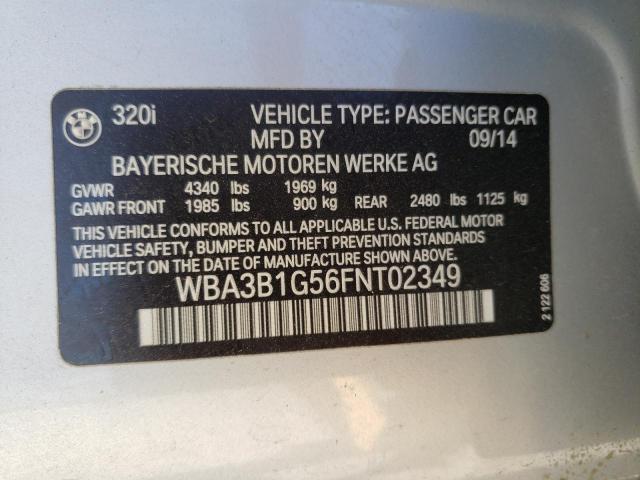 BMW
320i VEHICLE TYPE: PASSENGER CAR
MFD BY 09/14
BAYERISCHE MOTOREN WERKE AG
GVWR 4340 lbs 1969 kg
GAWR FRONT 1985 lbs 900 kg REAR 2480 lbs 1125 kg
THIS VEHICLE CONFORMS TO ALL APPLICABLE U.S. FEDERAL MOTOR
VEHICLE SAFETY, BUMPER AND THEFT PREVENTION STANDARDS
IN EFFECT ON THE DATE OF MANUFACTURE SHOWN ABOVE.
WBA3B1G56FNT02349
2 122 606